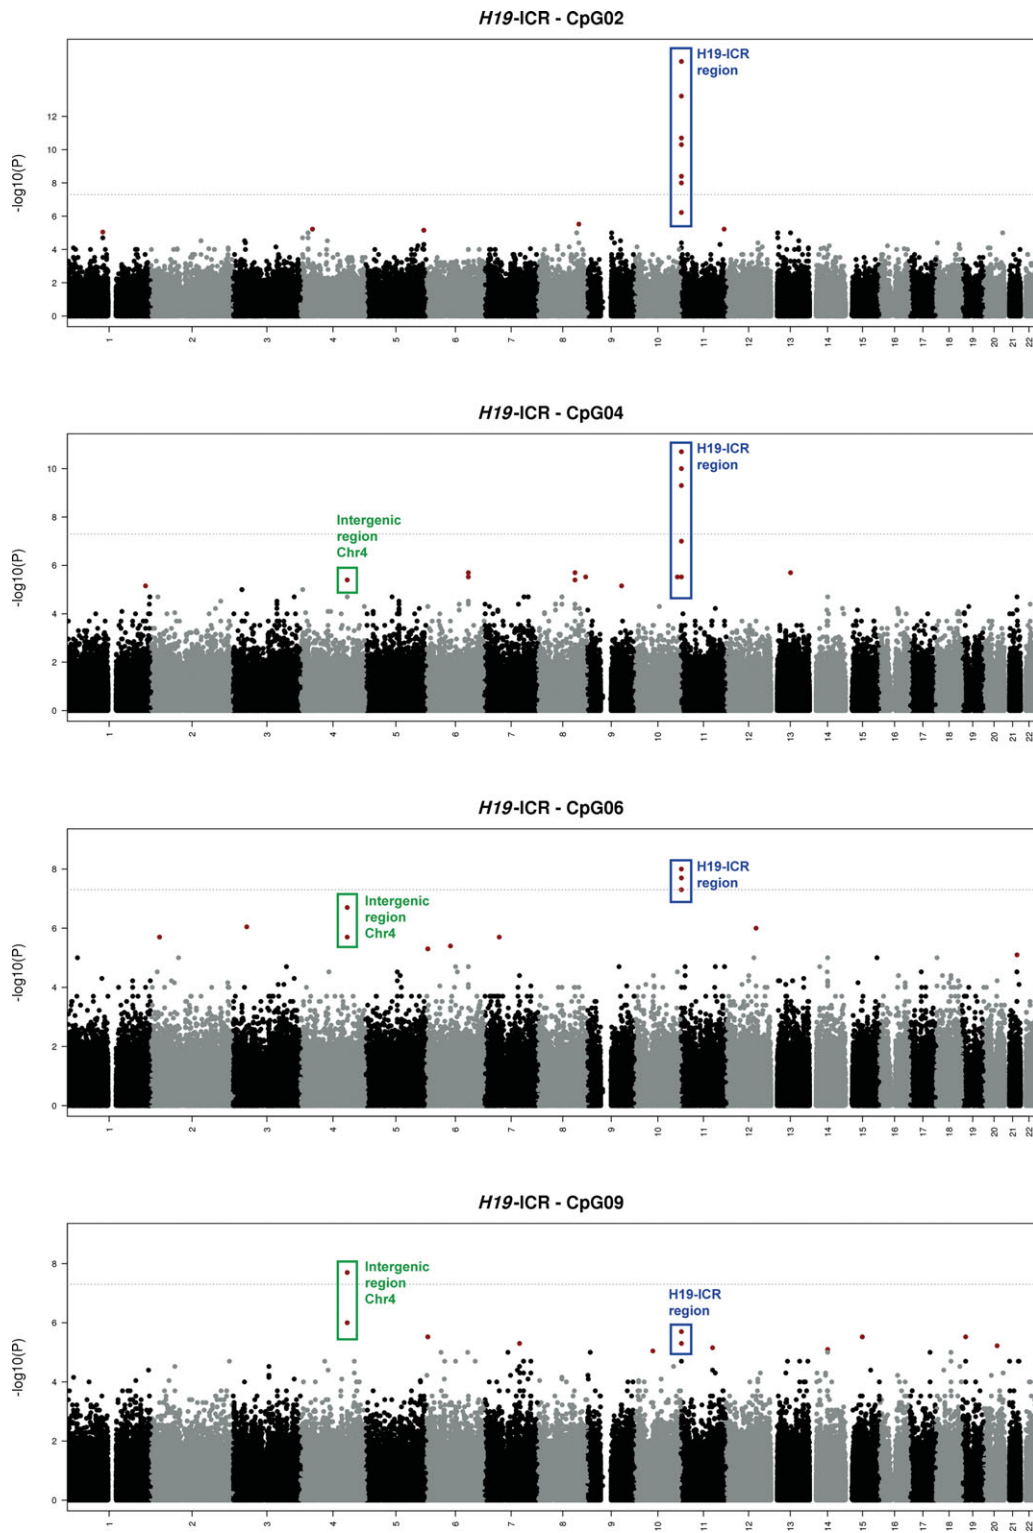 H19-ICR - CpG02
H19-ICR
region
-log10(P)
12
10
8
6
4
2
0
1 2 3 4 5 6 7 8 9 10 11 12 13 14 15 16 17 18 19 20 21 22
H19-ICR - CpG04
H19-ICR
region
Intergenic
region
Chr4
-log10(P)
10
8
6
4
2
0
1 2 3 4 5 6 7 8 9 10 11 12 13 14 15 16 17 18 19 20 21 22
H19-ICR - CpG06
H19-ICR
region
Intergenic
region
Chr4
-log10(P)
8
6
4
2
0
1 2 3 4 5 6 7 8 9 10 11 12 13 14 15 16 17 18 19 20 21 22
H19-ICR - CpG09
Intergenic
region
Chr4
H19-ICR
region
-log10(P)
8
6
4
2
0
1 2 3 4 5 6 7 8 9 10 11 12 13 14 15 16 17 18 19 20 21 22